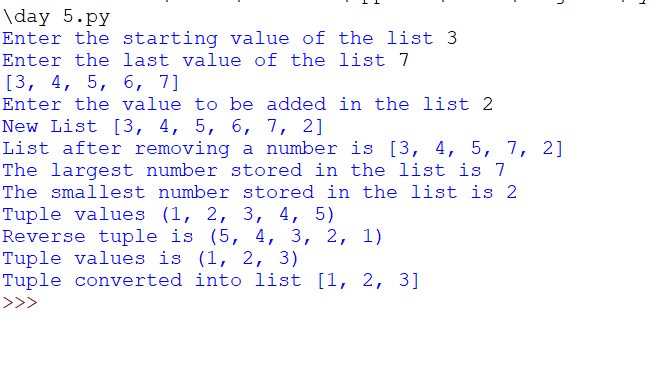 \day 5.py
Enter the starting value of the list 3
Enter the last value of the list 7
[3, 4, 5, 6, 7]
Enter the value to be added in the list 2
New List [3, 4, 5, 6, 7, 2]
List after removing a number is [3, 4, 5, 7, 2]
The largest number stored in the list is 7
The smallest number stored in the list is 2
Tuple values (1, 2, 3, 4, 5)
Reverse tuple is (5, 4, 3, 2, 1)
Tuple values is (1, 2, 3)
Tuple converted into list [1, 2, 3]
>>>